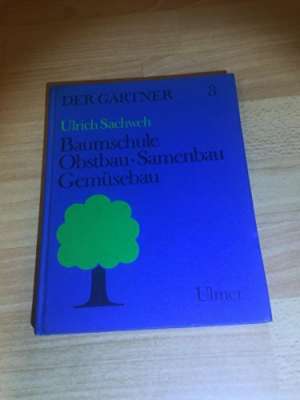 DER GÄRTNER 3
Ulrich Sachweh
Baumschule
Obstbau · Samenbau
Gemüsebau
Ulmer